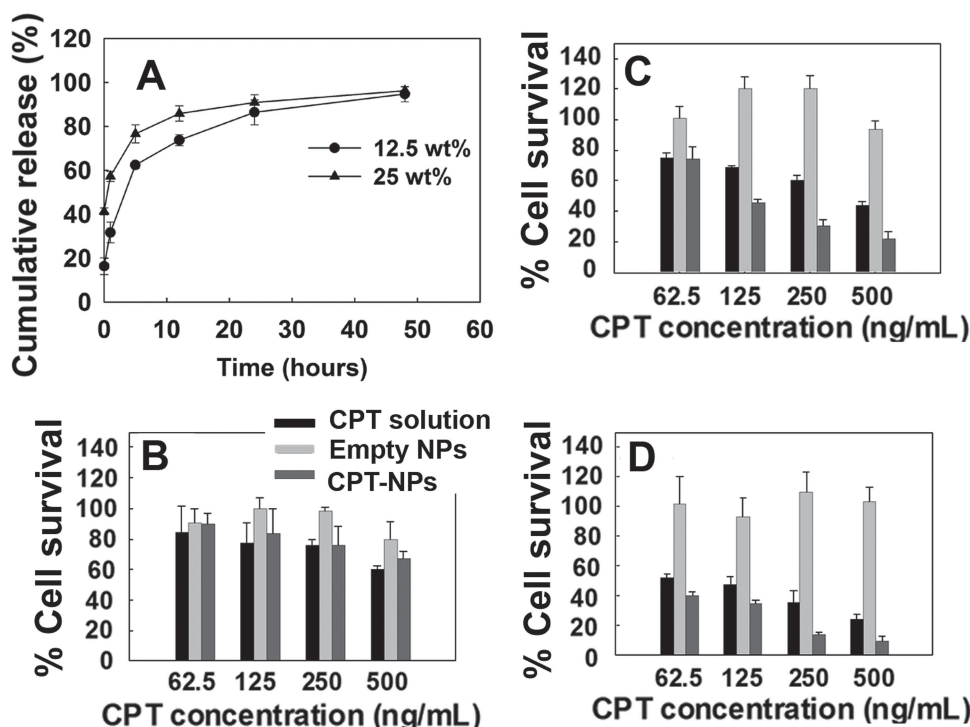 Cumulative release (%)
120
100
80
60
40
20
0
A
12.5 wt%
25 wt%
0 10 20 30 40 50 60
Time (hours)
% Cell survival
140
120
100
80
60
40
20
0
C
62.5 125 250 500
CPT concentration (ng/mL)
% Cell survival
140
120
100
80
60
40
20
0
B
CPT solution
Empty NPs
CPT-NPs
62.5 125 250 500
CPT concentration (ng/mL)
% Cell survival
140
120
100
80
60
40
20
0
D
62.5 125 250 500
CPT concentration (ng/mL)